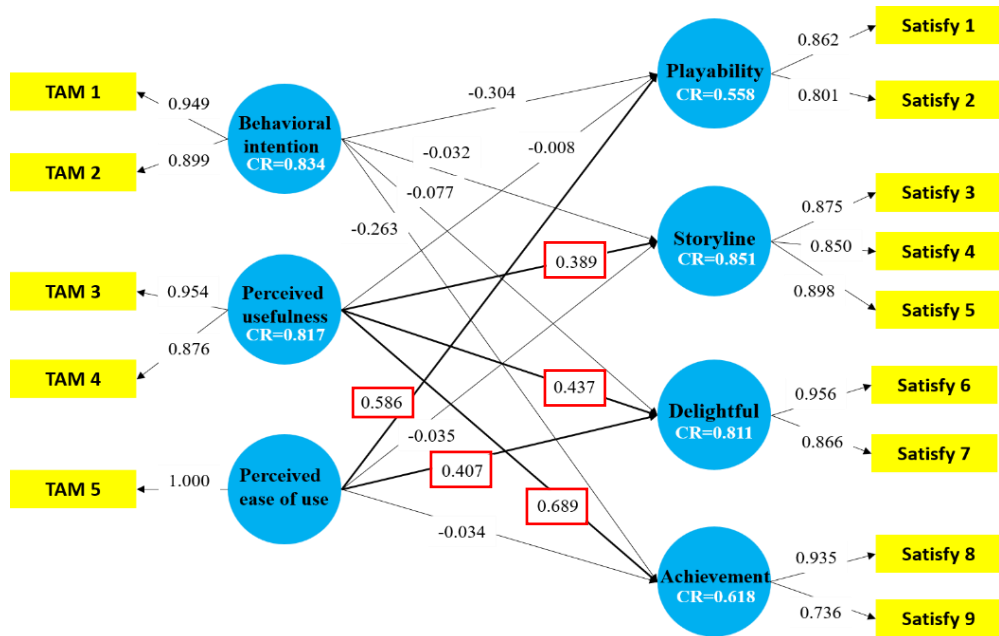 TAM 1
0.949
TAM 2
0.899
Behavioral
intention
CR=0.834
TAM 3
0.954
TAM 4
0.876
Perceived
usefulness
CR=0.817
TAM 5
1.000
Perceived
ease of use
-0.304
-0.032
-0.008
-0.077
-0.263
0.389
0.437
0.586
-0.035
0.407
0.689
-0.034
Playability
CR=0.558
0.862
Satisfy 1
0.801
Satisfy 2
Storyline
CR=0.851
0.875
Satisfy 3
0.850
Satisfy 4
0.898
Satisfy 5
Delightful
CR=0.811
0.956
Satisfy 6
0.866
Satisfy 7
Achievement
CR=0.618
0.935
Satisfy 8
0.736
Satisfy 9